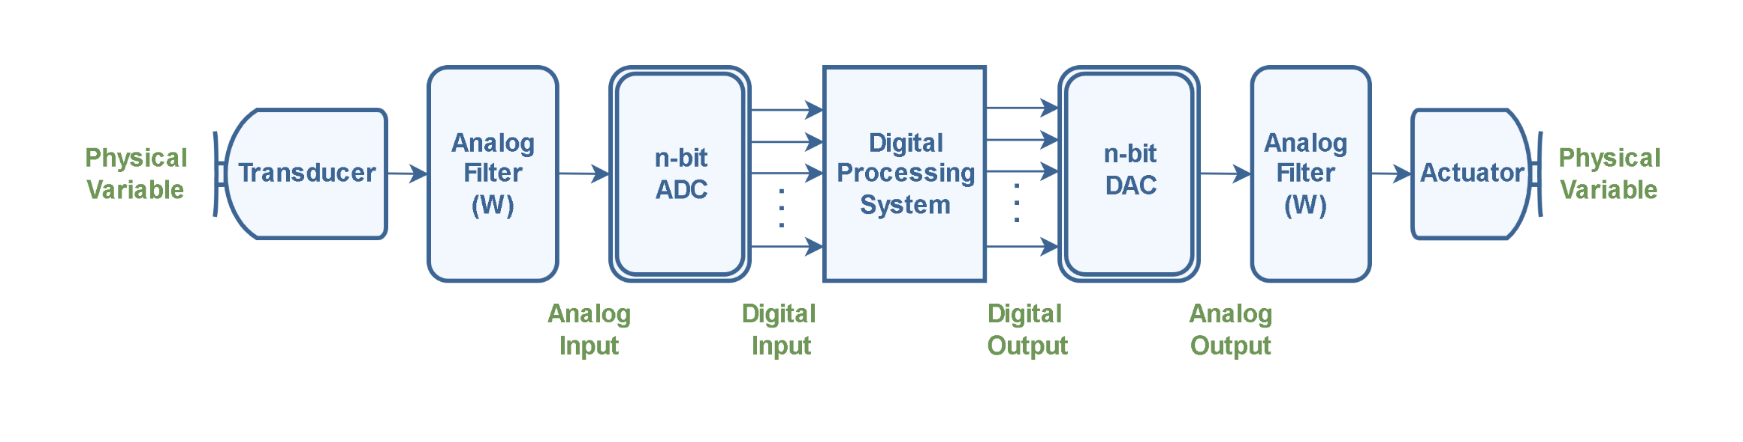 Physical
Variable
Transducer
Analog
Filter
(W)
Analog
Input
n-bit
ADC
Digital
Input
Digital
Processing
System
Digital
Output
n-bit
DAC
Analog
Output
Analog
Filter
(W)
Actuator
Physical
Variable